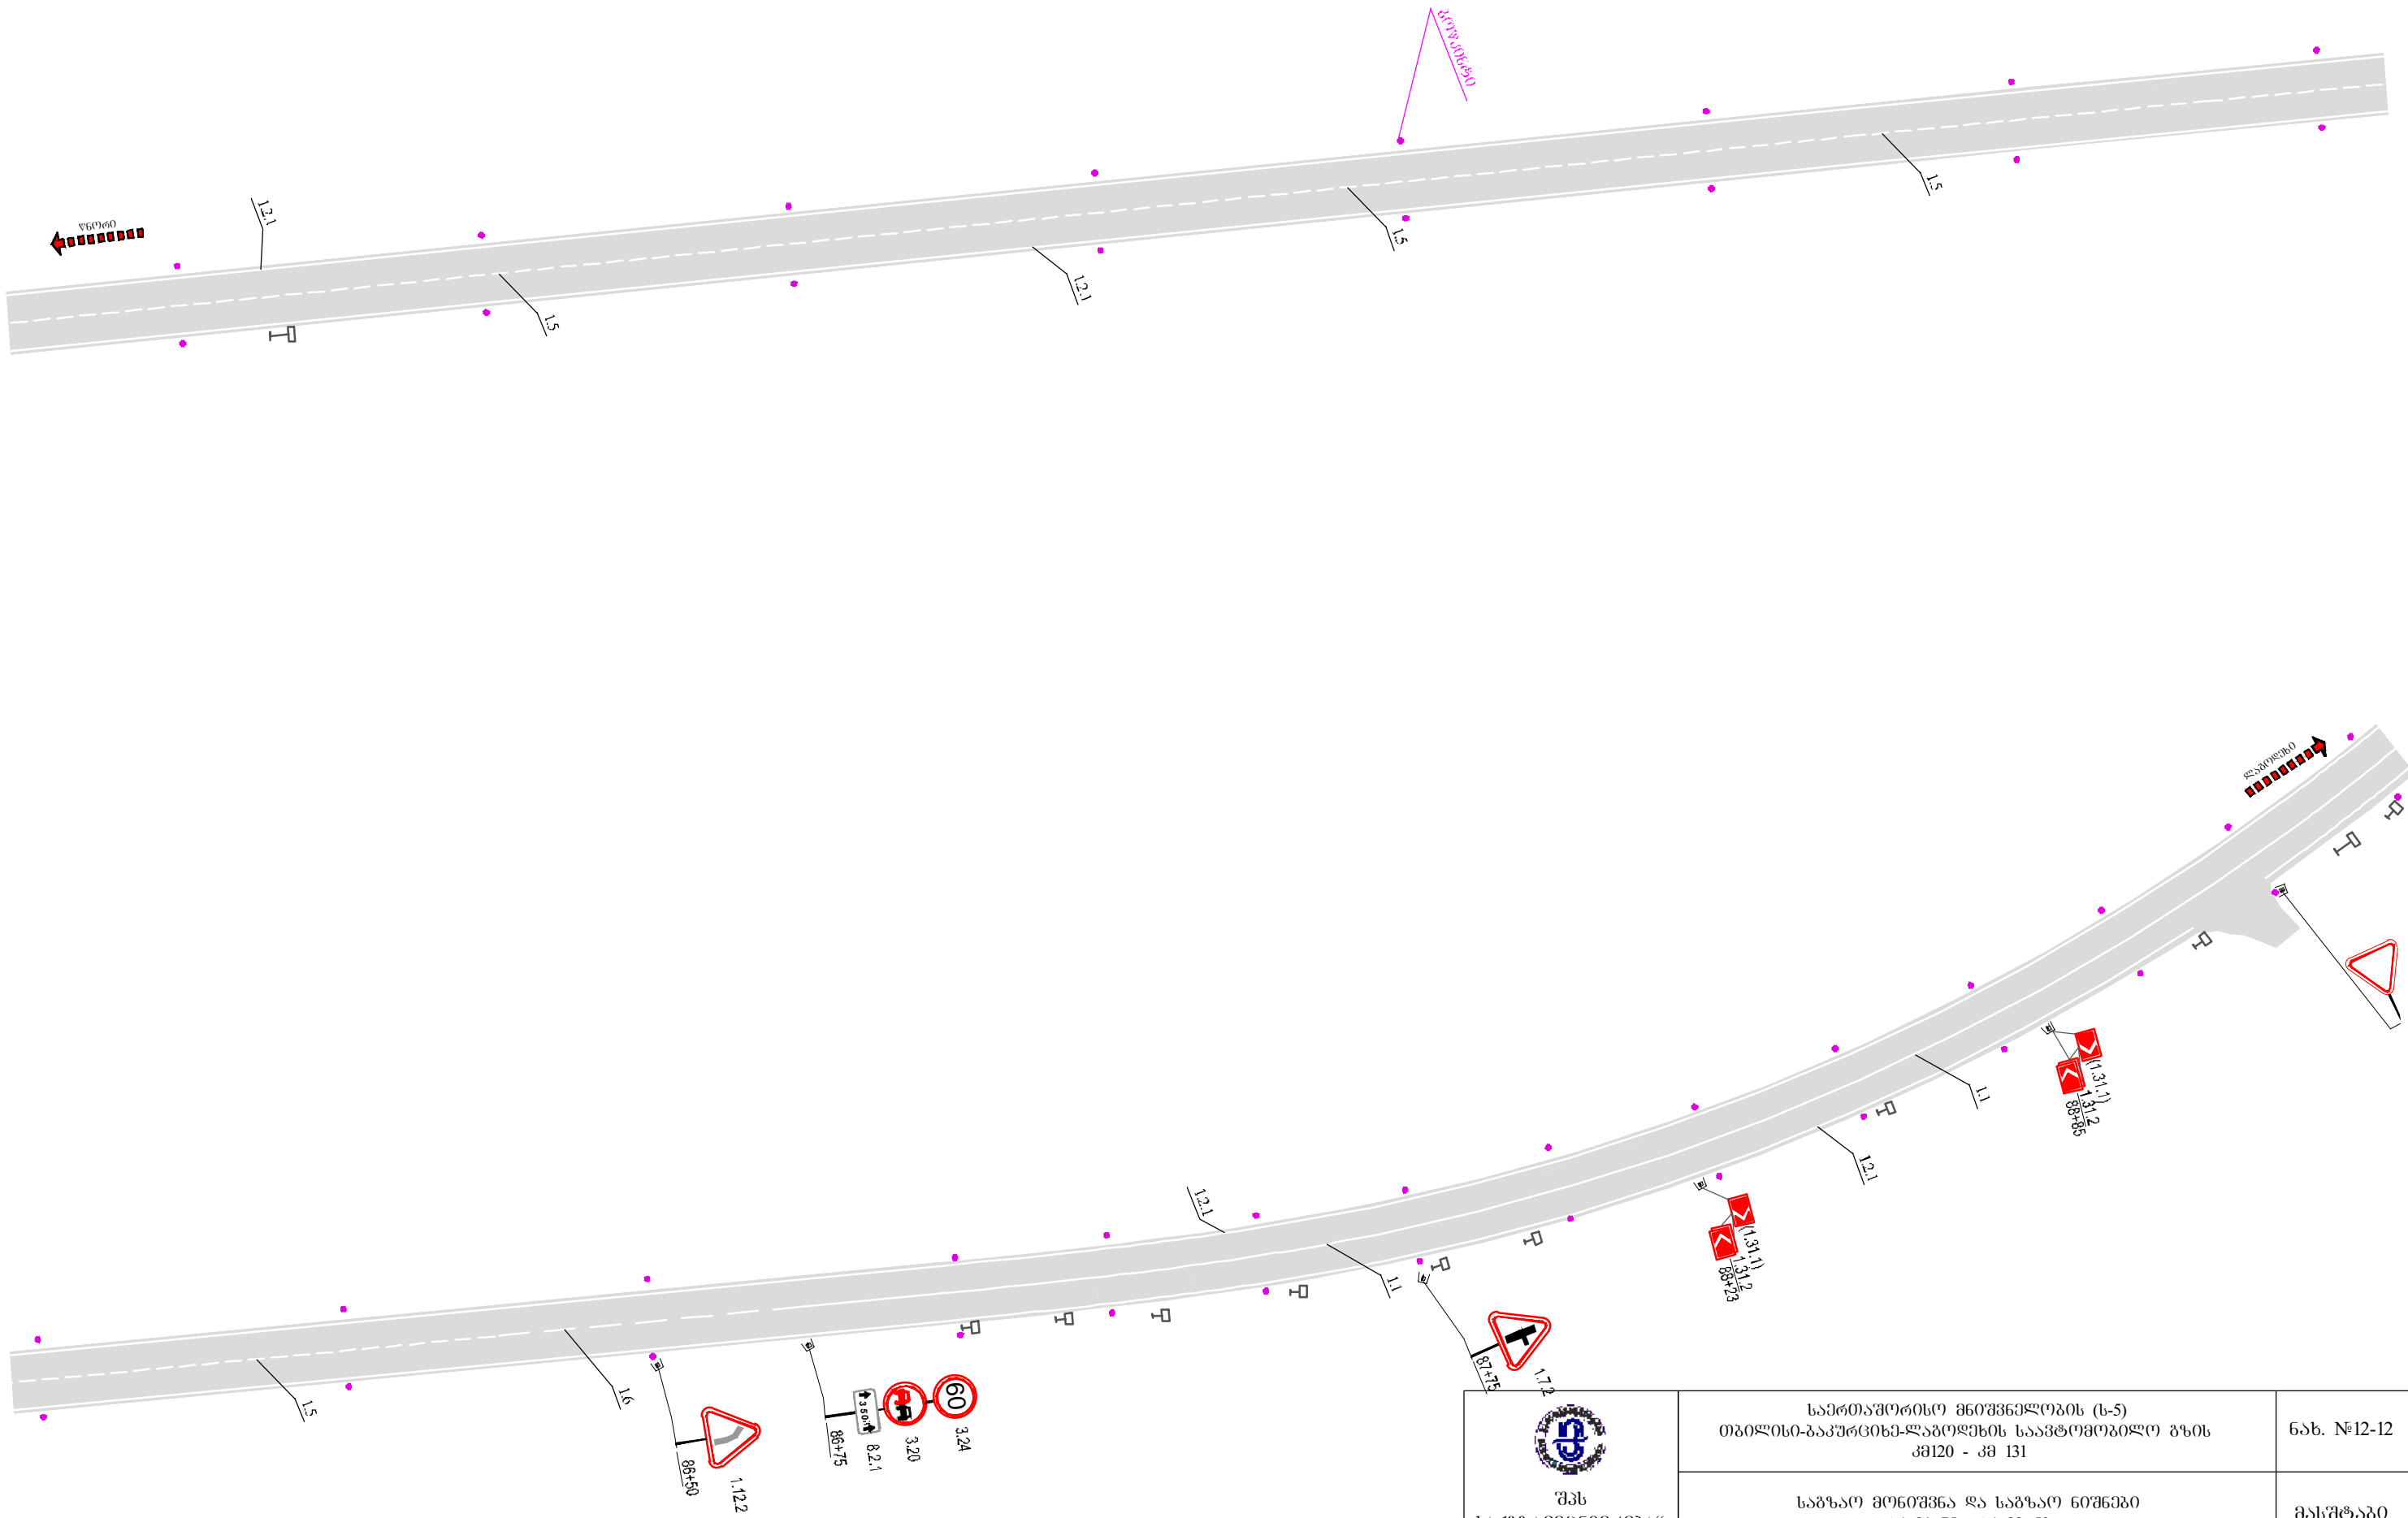 ბოძკინტი
წნორი
1.2.1
1.5
1.2.1
1.5
1.5
ლაგოდეხი
1.5
1.6
86+50
1.12.2
86+75
350
8.2.1
3.20
60
3.24
1.2.1
1.1
87+75
1.7.2
(1.31.1)
1.31.2
88+23
1.2.1
1.1
(1.31.1)
1.31.2
88+85
შპს
საერთაშორისო მნიშვნელობის (ს-5)
თბილისი-ბაკურციხე-ლაგოდეხის საავტომობილო გზის
კმ120 - კმ 131
ნახ. №12-12
საგზაო მონიშვნა და საგზაო ნიშნები
მასშტაბი